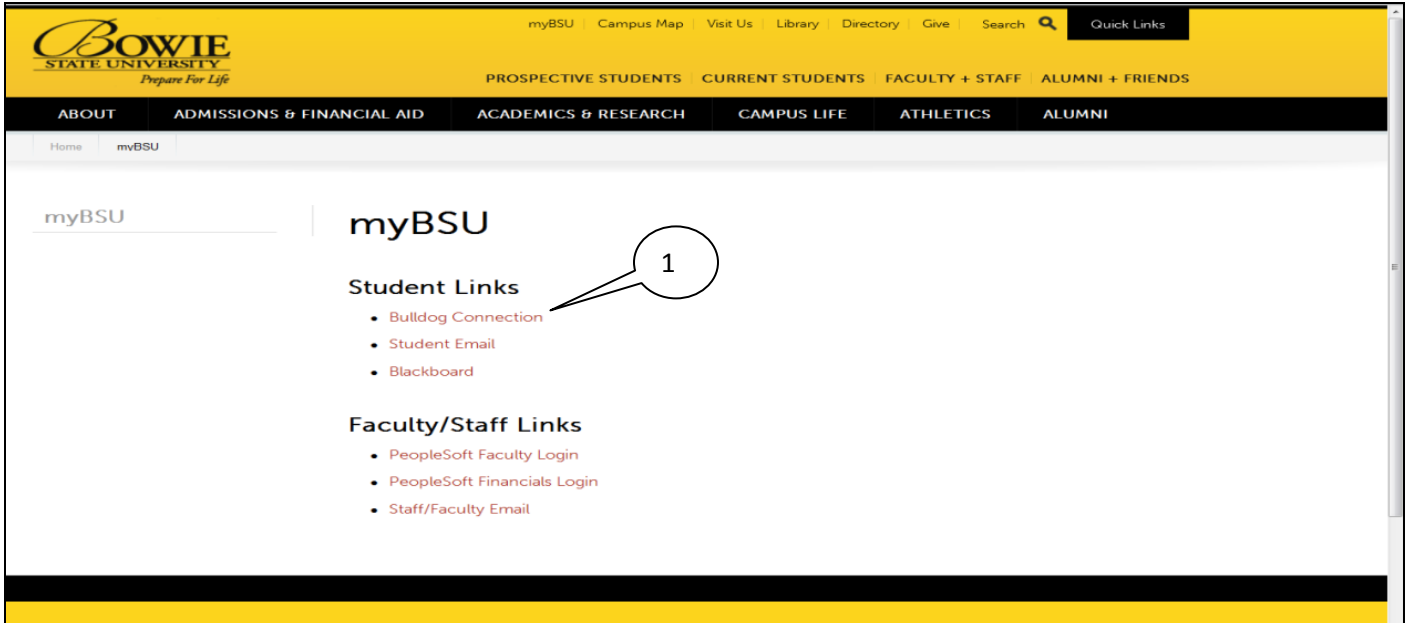 myBSU Campus Map Visit Us Library Directory Give Search Quick Links
BOWIE
STATE UNIVERSITY
Prepare For Life
PROSPECTIVE STUDENTS CURRENT STUDENTS FACULTY + STAFF ALUMNI + FRIENDS
ABOUT ADMISSIONS & FINANCIAL AID ACADEMICS & RESEARCH CAMPUS LIFE ATHLETICS ALUMNI
Home myBSU
myBSU
myBSU
1
Student Links
• Bulldog Connection
• Student Email
• Blackboard
Faculty/Staff Links
• PeopleSoft Faculty Login
• PeopleSoft Financials Login
• Staff/Faculty Email